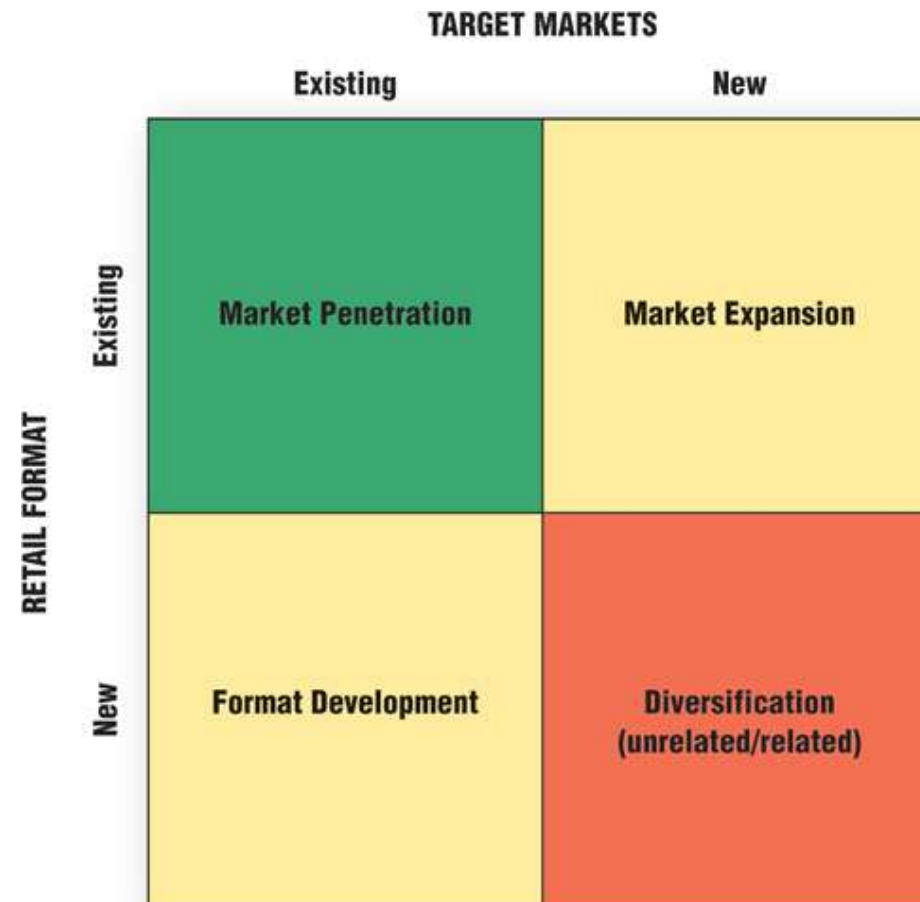 TARGET MARKETS
Existing
New
RETAIL FORMAT
Existing
Market Penetration
Market Expansion
New
Format Development
Diversification
(unrelated/related)